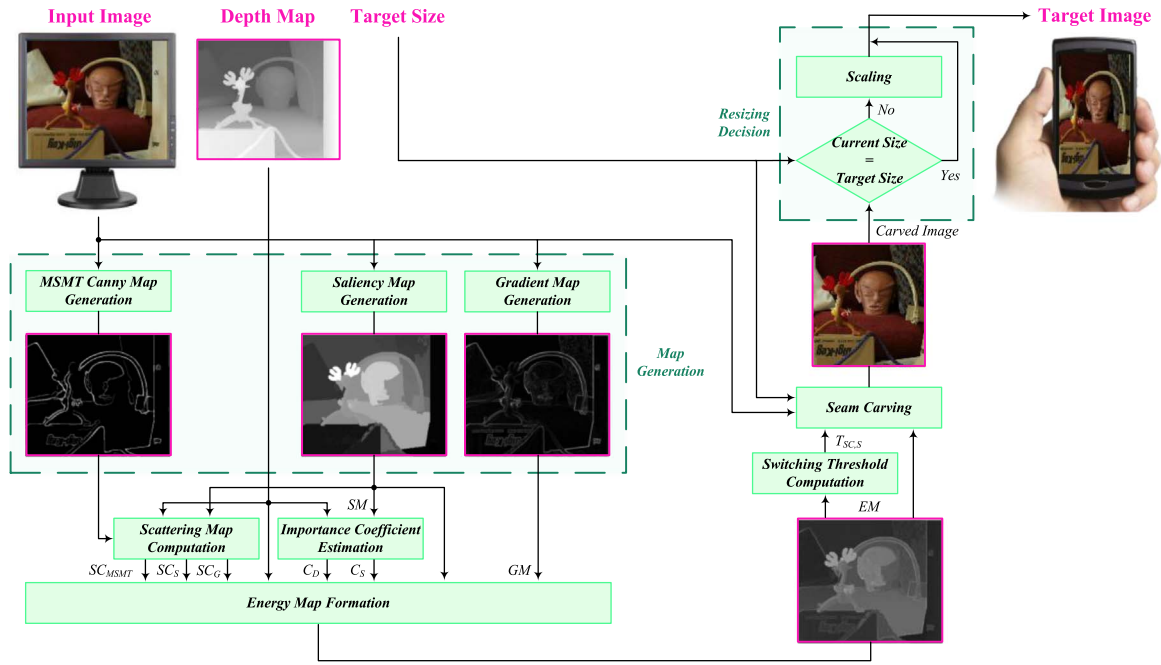 Input Image
Depth Map
Target Size
Target Image
Scaling
No
Resizing
Decision
Current Size
=
Target Size
Yes
Carved Image
MSMT Canny Map
Generation
Saliency Map
Generation
Gradient Map
Generation
Map
Generation
Seam Carving
T_SC,S
Switching Threshold
Computation
EM
SM
Scattering Map
Computation
Importance Coefficient
Estimation
SC_MSMT SC_S SC_G C_D C_S GM
Energy Map Formation